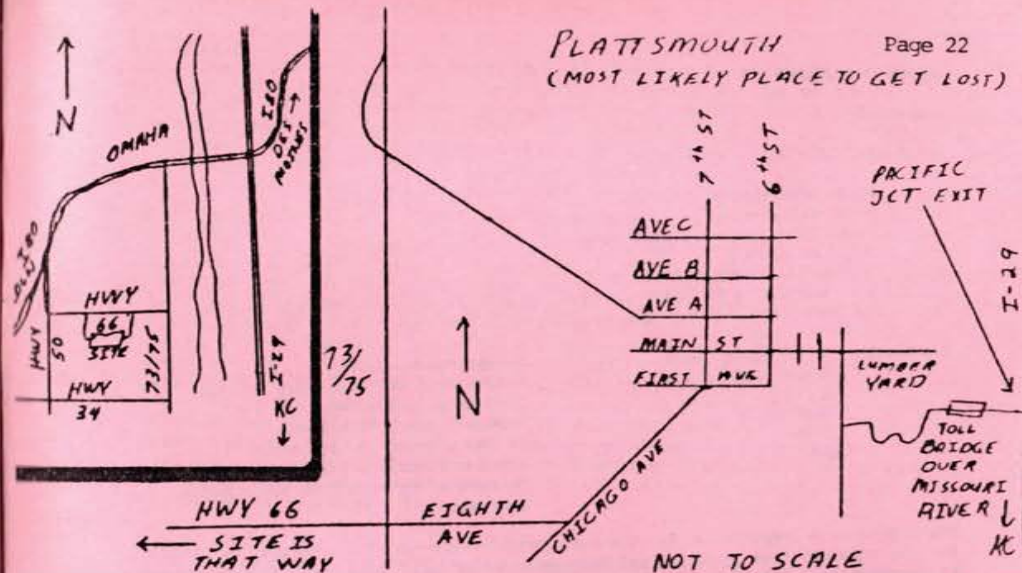 PLATTSMOUTH
Page 22
(MOST LIKELY PLACE TO GET LOST)
N
OMAHA
I80
DES →
MOINES
I80
HWY
66
SITE
HWY
50
73/75
HWY
34
I-29
KC
↓
73/
75
N
7th ST
6th ST
AVE C
AVE B
AVE A
MAIN ST
FIRST AVE
CHICAGO AVE
LUMBER
YARD
PACIFIC
JCT EXIT
I-29
TOLL
BRIDGE
OVER
MISSOURI
RIVER ↓
KC
HWY 66
EIGHTH
AVE
← SITE IS
THAT WAY
NOT TO SCALE